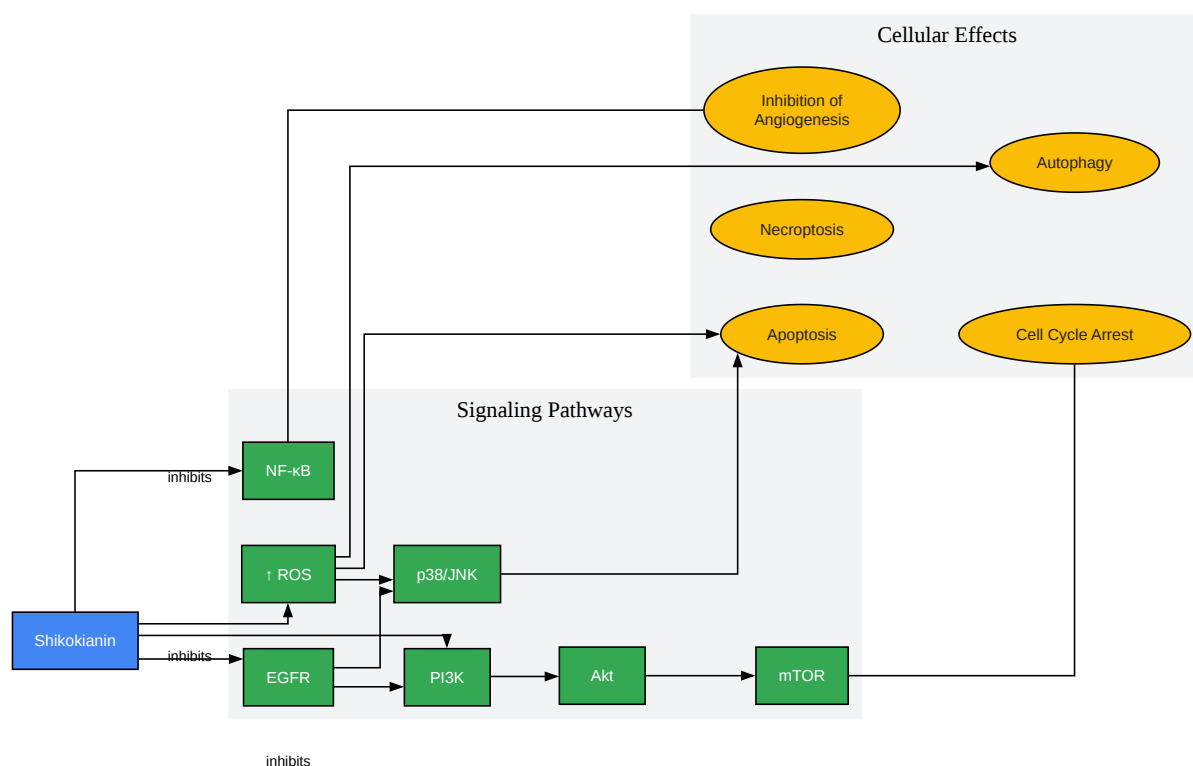 Cellular Effects
Inhibition of
Angiogenesis
Autophagy
Necroptosis
Apoptosis
Cell Cycle Arrest
Signaling Pathways
NF-κB
inhibits
↑ ROS
p38/JNK
Shikokianin
inhibits
EGFR
PI3K
Akt
mTOR
inhibits